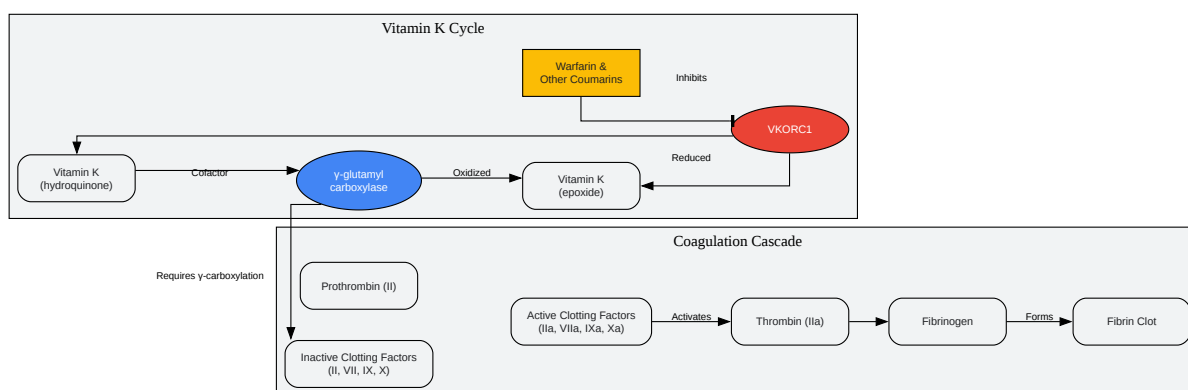 Vitamin K Cycle
Warfarin &
Other Coumarins
Inhibits
VKORC1
Vitamin K
(hydroquinone)
Cofactor
γ-glutamyl
carboxylase
Oxidized
Vitamin K
(epoxide)
Reduced
Coagulation Cascade
Requires γ-carboxylation
Prothrombin (II)
Inactive Clotting Factors
(II, VII, IX, X)
Active Clotting Factors
(IIa, VIIa, IXa, Xa)
Activates
Thrombin (IIa)
Fibrinogen
Forms
Fibrin Clot